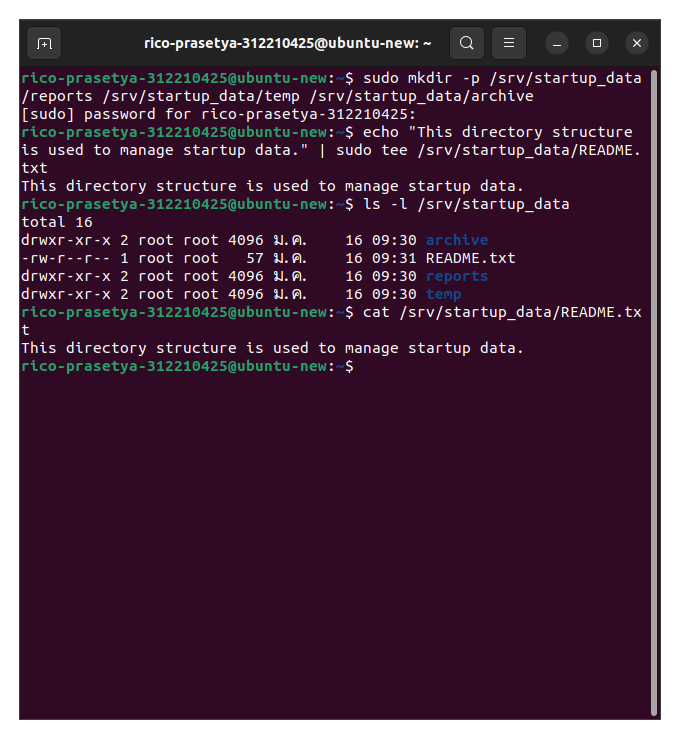 rico-prasetya-312210425@ubuntu-new: ~
rico-prasetya-312210425@ubuntu-new:~$ sudo mkdir -p /srv/startup_data
/reports /srv/startup_data/temp /srv/startup_data/archive
[sudo] password for rico-prasetya-312210425:
rico-prasetya-312210425@ubuntu-new:~$ echo "This directory structure
is used to manage startup data." | sudo tee /srv/startup_data/README.
txt
This directory structure is used to manage startup data.
rico-prasetya-312210425@ubuntu-new:~$ ls -l /srv/startup_data
total 16
drwxr-xr-x 2 root root 4096 ม.ค.    16 09:30 archive
-rw-r--r-- 1 root root   57 ม.ค.    16 09:31 README.txt
drwxr-xr-x 2 root root 4096 ม.ค.    16 09:30 reports
drwxr-xr-x 2 root root 4096 ม.ค.    16 09:30 temp
rico-prasetya-312210425@ubuntu-new:~$ cat /srv/startup_data/README.tx
t
This directory structure is used to manage startup data.
rico-prasetya-312210425@ubuntu-new:~$